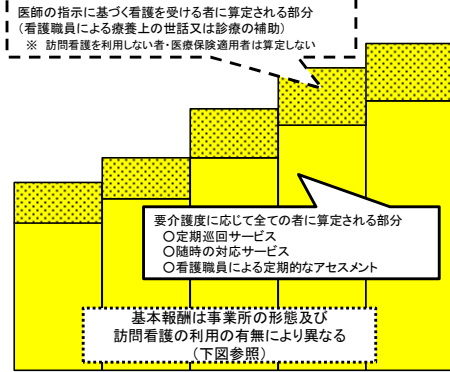 医師の指示に基づく看護を受ける者に算定される部分
(看護職員による療養上の世話又は診療の補助)
※ 訪問看護を利用しない者・医療保険適用者は算定しない
要介護度に応じて全ての者に算定される部分
○定期巡回サービス
○随時の対応サービス
○看護職員による定期的なアセスメント
基本報酬は事業所の形態及び
訪問看護の利用の有無により異なる
(下図参照)